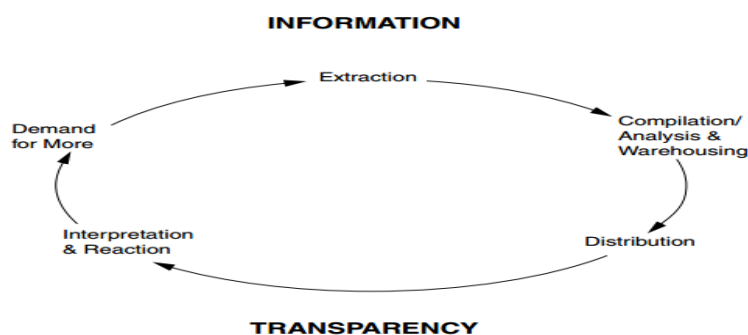 INFORMATION
Extraction
Compilation/
Analysis &
Warehousing
Demand
for More
Interpretation
& Reaction
Distribution
TRANSPARENCY